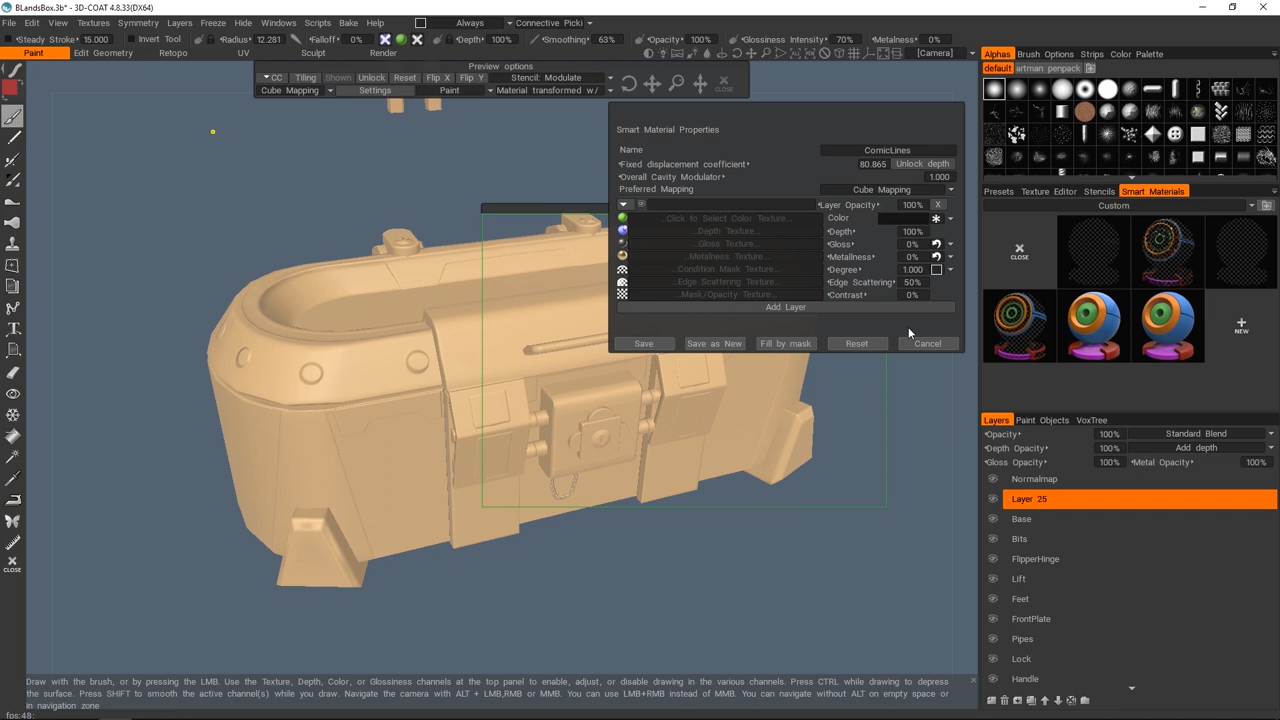 BLandsBox.3b* - 3D-COAT 4.8.33(DX64)
File Edit View Textures Symmetry Layers Freeze Hide Windows Scripts Bake Help Always Connective Picki
Steady Stroke 15.000 Invert Tool Radius 12.281 Falloff 0% Depth 100% Smoothing 63% Opacity 100% Glossiness Intensity 70% Metalness 0%
Paint Edit Geometry Retopo UV Sculpt Render [Camera]
Preview options
CC Tiling Shown Unlock Reset Flip X Flip Y Stencil: Modulate
Cube Mapping Settings Paint Material transformed w/ CLOSE
Smart Material Properties
Name ComicLines
Fixed displacement coefficient 80.865 Unlock depth
Overall Cavity Modulator 1.000
Preferred Mapping Cube Mapping
Layer Opacity 100% X
...Click to Select Color Texture... Color
...Depth Texture... Depth 100%
...Gloss Texture... Gloss 0%
...Metalness Texture... Metallness 0%
...Condition Mask Texture... Degree 1.000
...Edge Scattering Texture... Edge Scattering 50%
...Mask/Opacity Texture... Contrast 0%
Add Layer
Save Save as New Fill by mask Reset Cancel
Alphas Brush Options Strips Color Palette
default artman penpack
Presets Texture Editor Stencils Smart Materials
Custom
CLOSE
NEW
Layers Paint Objects VoxTree
Opacity 100% Standard Blend
Depth Opacity 100% Add depth
Gloss Opacity 100% Metal Opacity 100%
Normalmap
Layer 25
Base
Bits
FlipperHinge
Lift
Feet
FrontPlate
Pipes
Lock
Handle
CLOSE
Draw with the brush, or by pressing the LMB. Use the Texture, Depth, Color, or Glossiness channels at the top panel to enable, adjust, or disable drawing in the various channels. Press CTRL while drawing to depress
the surface. Press SHIFT to smooth the active channel(s) while you draw. Navigate the camera with ALT + LMB,RMB or MMB. You can use LMB+RMB instead of MMB. You can navigate without ALT on empty space or
in navigation zone
fps:48;